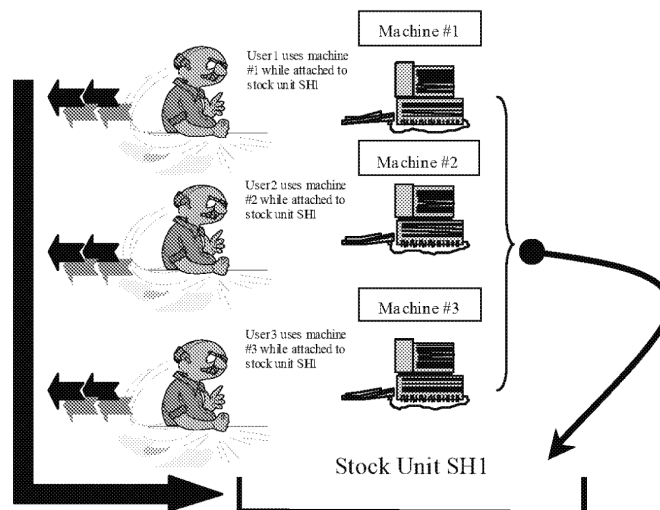 Machine #1
User1 uses machine
#1 while attached to
stock unit SH1
Machine #2
User2 uses machine
#2 while attached to
stock unit SH1
Machine #3
User3 uses machine
#3 while attached to
stock unit SH1
Stock Unit SH1